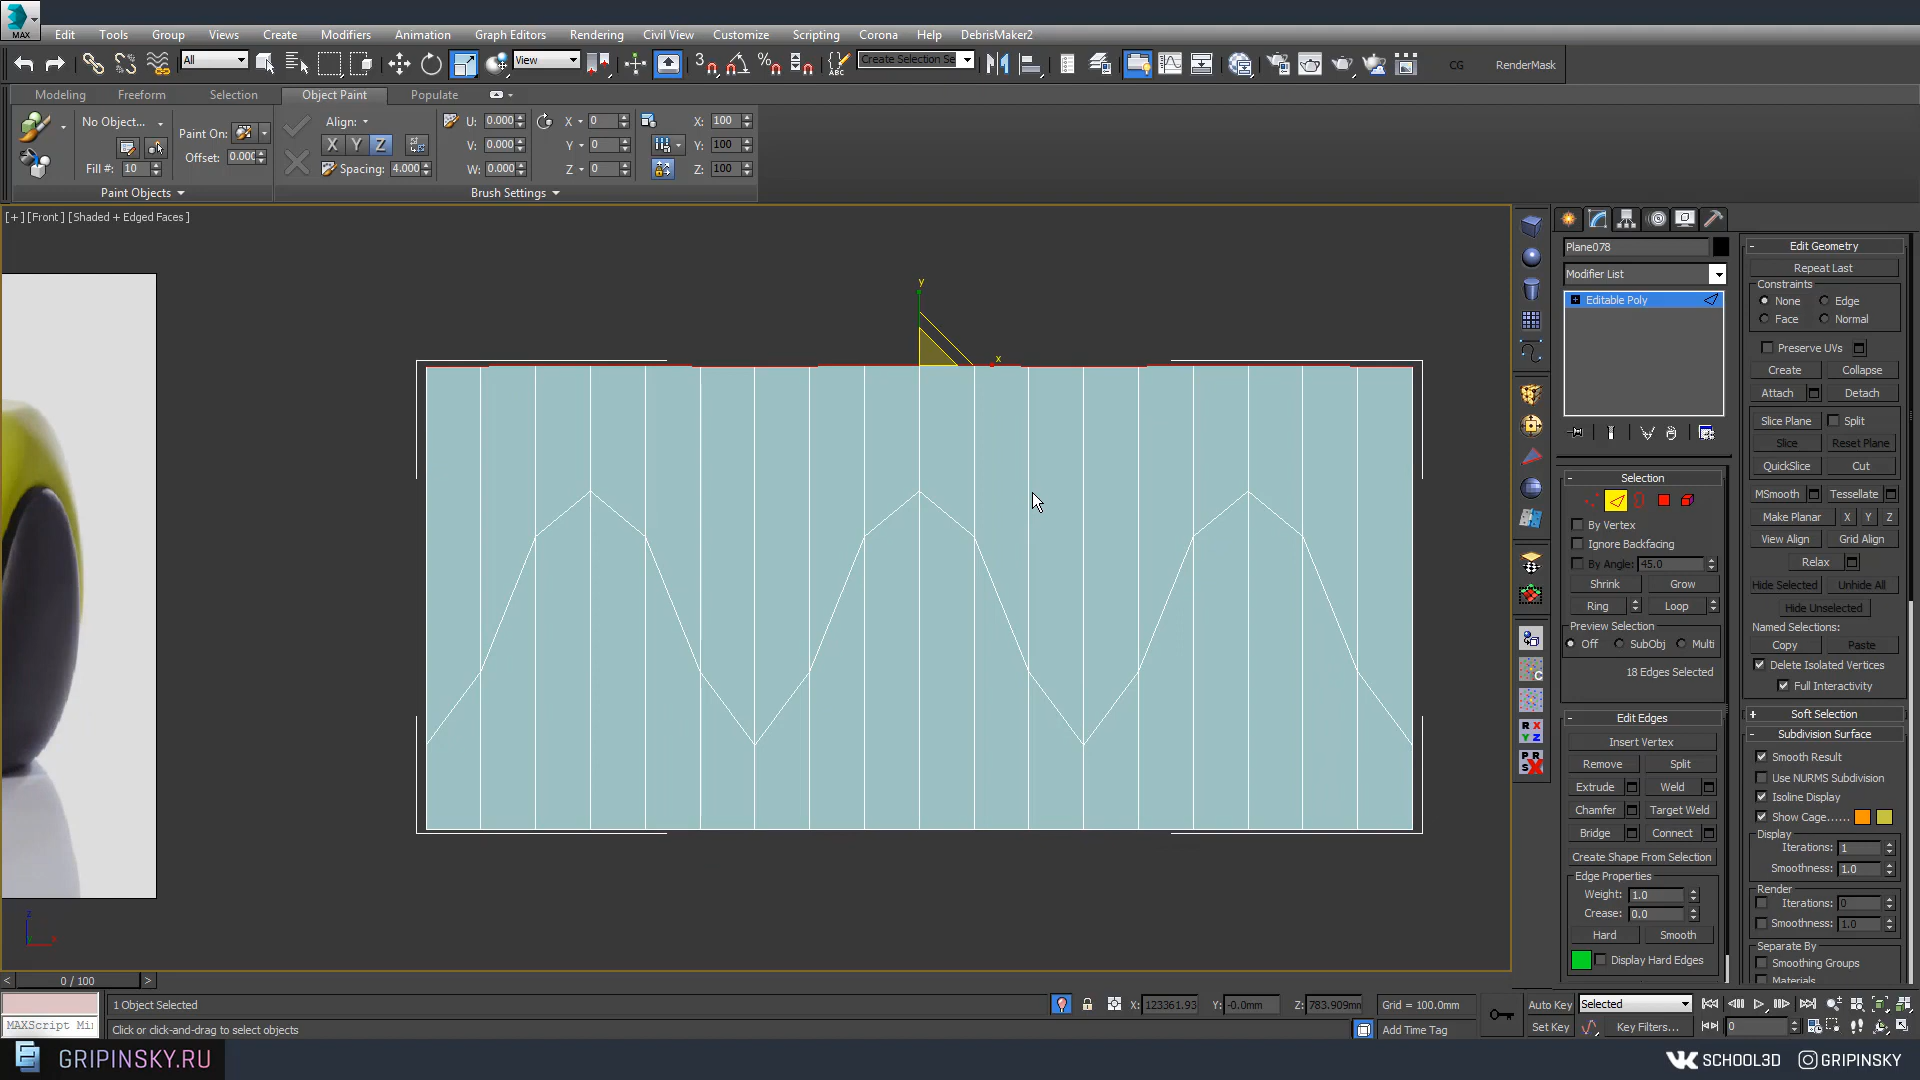 MAX
Edit Tools Group Views Create Modifiers Animation Graph Editors Rendering Civil View Customize Scripting Corona Help DebrisMaker2
All View 3 ABC Create Selection Se CG RenderMask
Modeling Freeform Selection Object Paint Populate
No Object... Paint On: Align: U: 0.000 X 0 X: 100
X Y Z V: 0.000 Y 0 Y: 100
Offset: 0.000
Fill #: 10 Spacing: 4.000 W: 0.000 Z 0 Z: 100
Paint Objects Brush Settings
[+] [Front] [Shaded + Edged Faces]
y
x
z
x
Plane078
Modifier List
Editable Poly
Selection
By Vertex
Ignore Backfacing
By Angle: 45.0
Shrink Grow
Ring Loop
Preview Selection
Off SubObj Multi
18 Edges Selected
Edit Edges
Insert Vertex
Remove Split
Extrude Weld
Chamfer Target Weld
Bridge Connect
Create Shape From Selection
Edge Properties
Weight: 1.0
Crease: 0.0
Hard Smooth
Display Hard Edges
Edit Geometry
Repeat Last
Constraints
None Edge
Face Normal
Preserve UVs
Create Collapse
Attach Detach
Slice Plane Split
Slice Reset Plane
QuickSlice Cut
MSmooth Tessellate
Make Planar X Y Z
View Align Grid Align
Relax
Hide Selected Unhide All
Hide Unselected
Named Selections:
Copy Paste
Delete Isolated Vertices
Full Interactivity
Soft Selection
Subdivision Surface
Smooth Result
Use NURMS Subdivision
Isoline Display
Show Cage......
Display
Iterations: 1
Smoothness: 1.0
Render
Iterations: 0
Smoothness: 1.0
Separate By
Smoothing Groups
Materials
0 / 100
1 Object Selected X: 123361.93 Y: -0.0mm Z: 783.909mm Grid = 100.0mm Auto Key Selected
MAXScript Mi Click or click-and-drag to select objects Add Time Tag Set Key Key Filters... 0
GRIPINSKY.RU SCHOOL3D GRIPINSKY